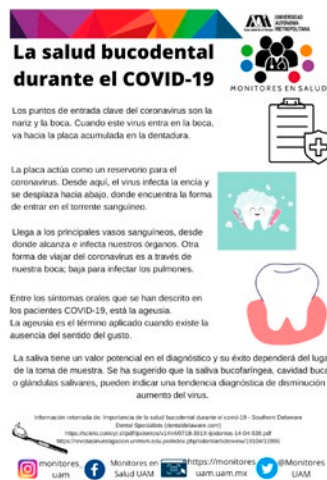 UNIVERSIDAD
AUTÓNOMA
METROPOLITANA
La salud bucodental
durante el COVID-19
MONITORES EN SALUD
Los puntos de entrada clave del coronavirus son la
nariz y la boca. Cuando este virus entra en la boca,
va hacia la placa acumulada en la dentadura.
La placa actúa como un reservorio para el
coronavirus. Desde aquí, el virus infecta la encía y
se desplaza hacia abajo, donde encuentra la forma
de entrar en el torrente sanguíneo.
Llega a los principales vasos sanguíneos, desde
donde alcanza e infecta nuestros órganos. Otra
forma de viajar del coronavirus es a través de
nuestra boca; baja para infectar los pulmones.
Entre los síntomas orales que se han descrito en
los pacientes COVID-19, está la ageusia.
La ageusia es el término aplicado cuando existe la
ausencia del sentido del gusto.
La saliva tiene un valor potencial en el diagnóstico y su éxito dependerá del luga
de la toma de muestra. Se ha sugerido que la saliva bucofaríngea, cavidad buca
o glándulas salivares, pueden indicar una tendencia diagnóstica de disminución
aumento del virus.
Información retomada de: Importancia de la salud bucodental durante el covid-19 - Southern Delaware
Dental Specialists (dentaldelaware.com)
monitores_
uam
Monitores en
Salud UAM
https://monitores
uam.uam.mx
@Monitores
UAM